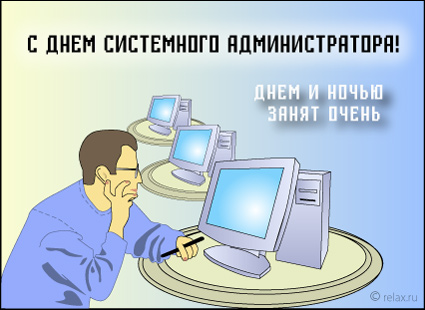 С ДНЕМ СИСТЕМНОГО АДМИНИСТРАТОРА!
ДНЕМ И НОЧЬЮ
ЗАНЯТ ОЧЕНЬ
© relax.ru